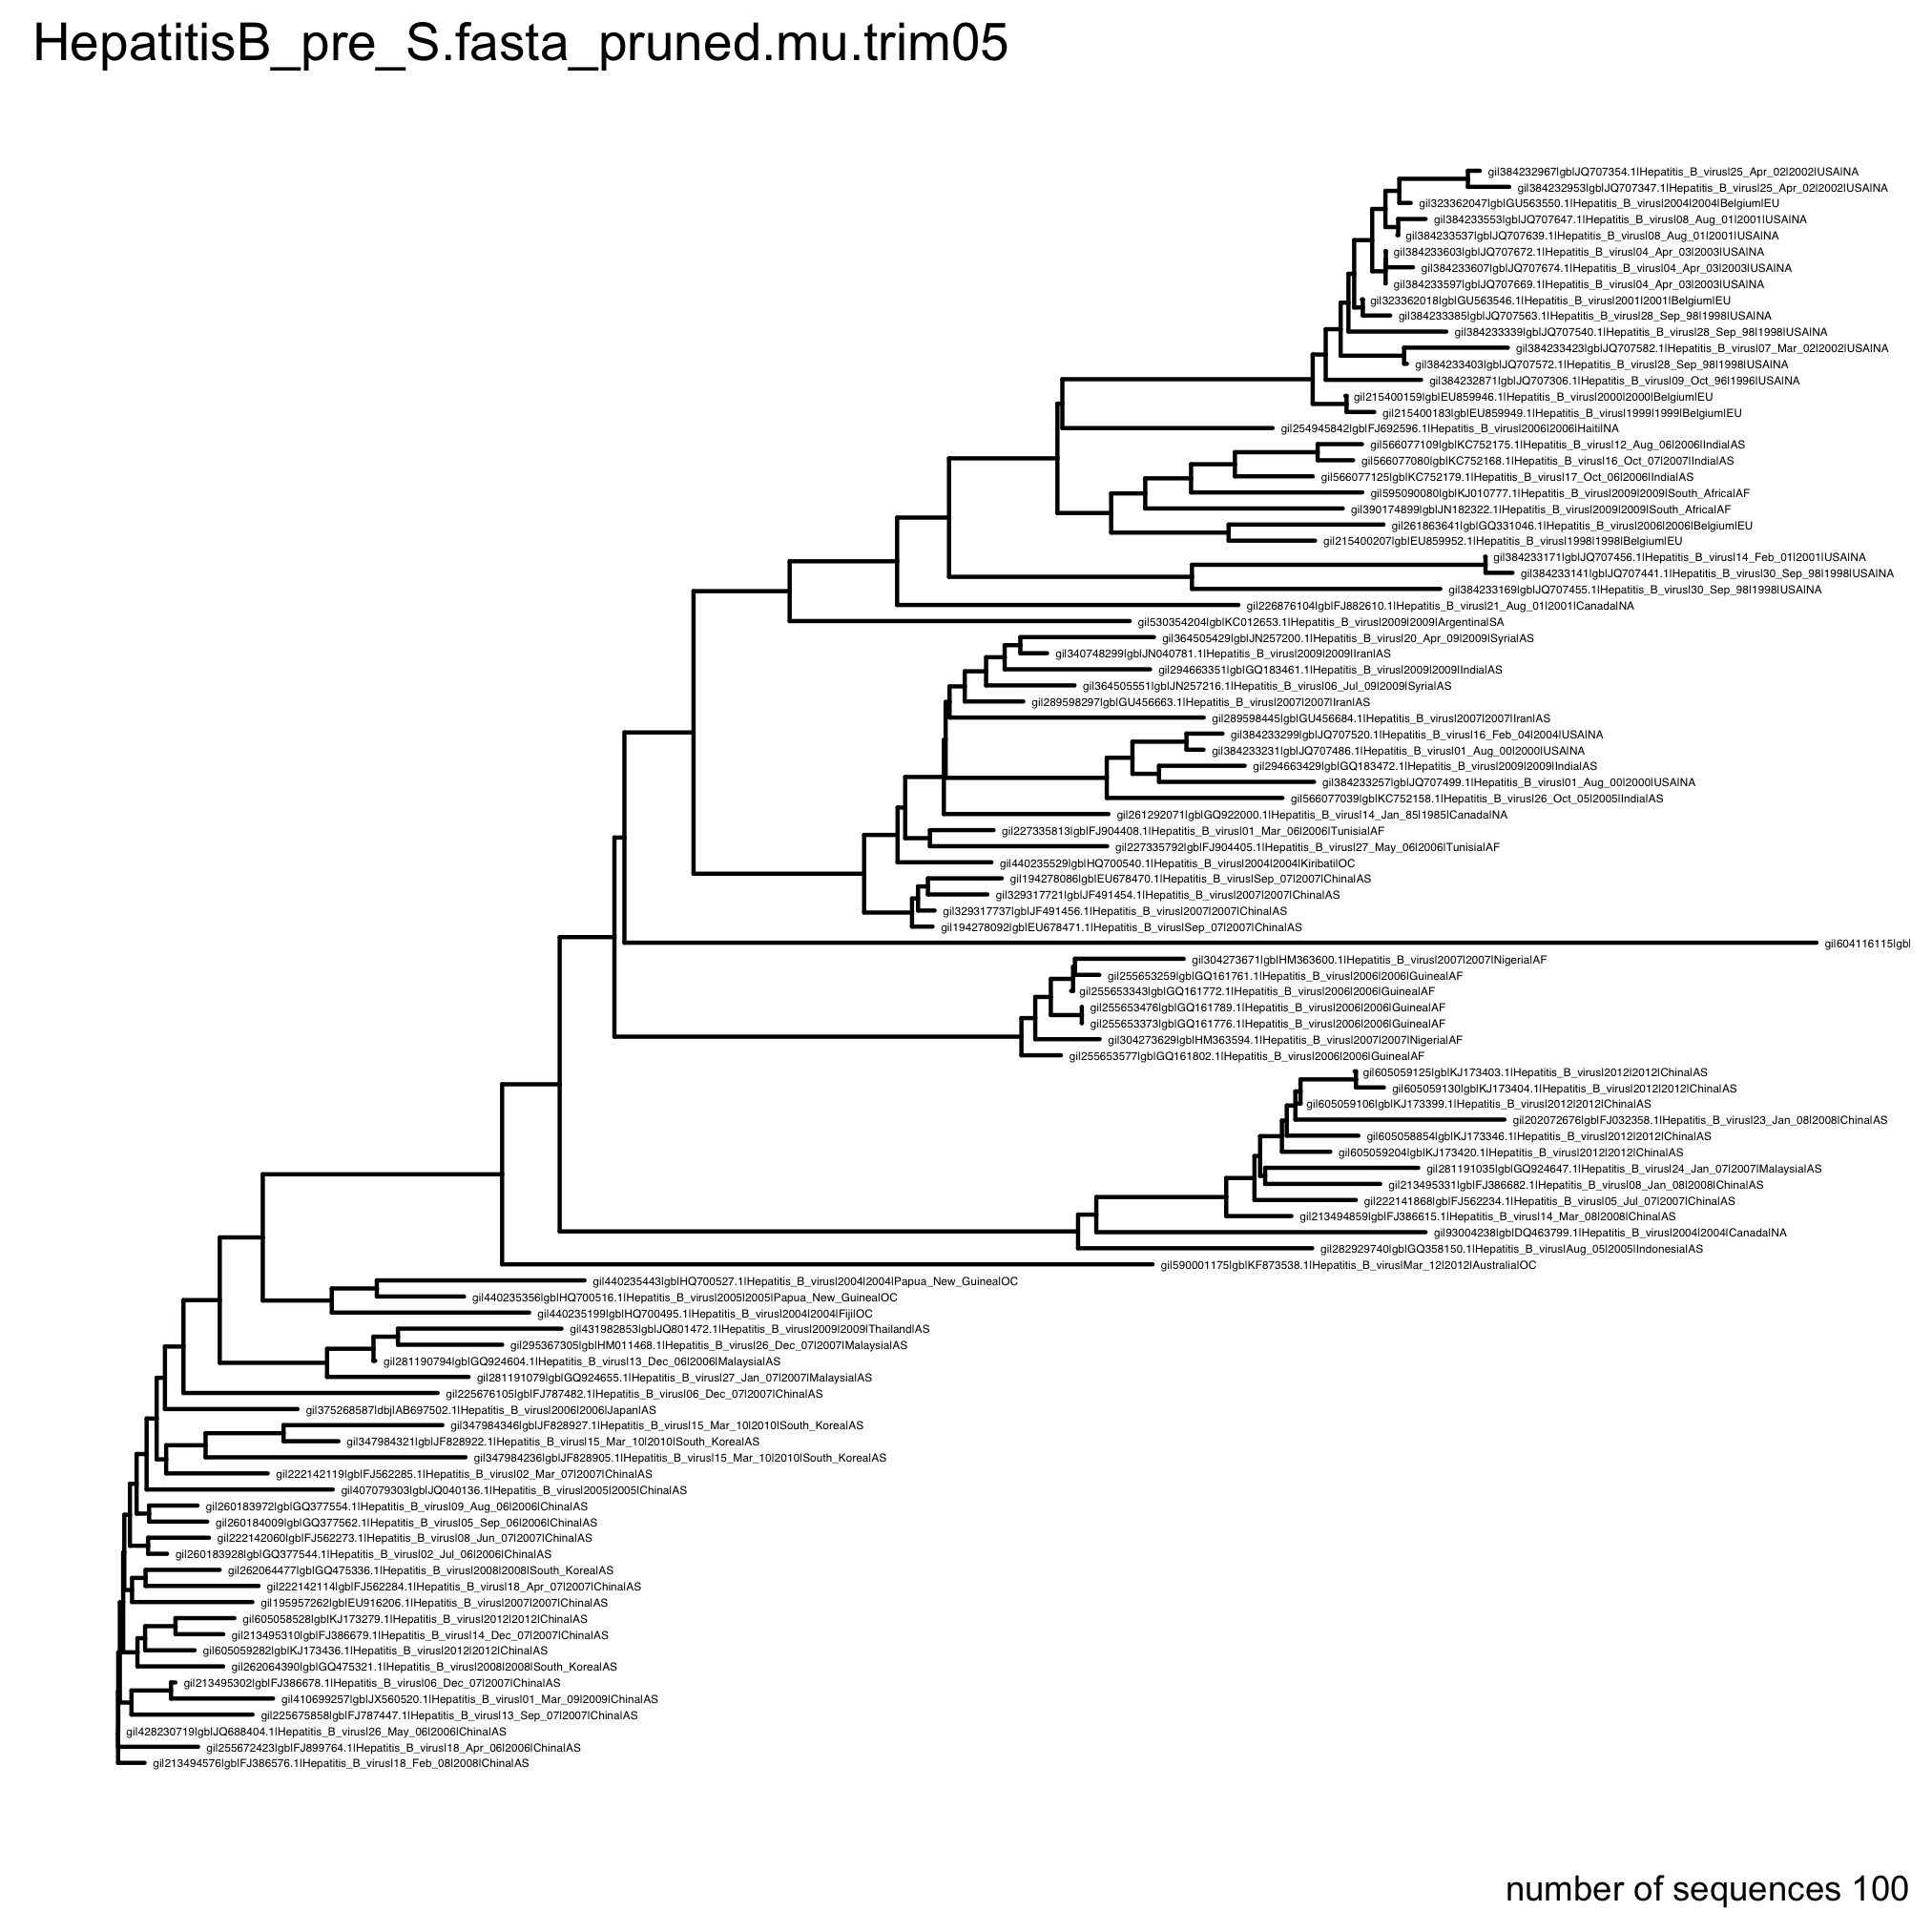 HepatitisB_pre_S.fasta_pruned.mu.trim05
gi|384232967|gb|JQ707354.1|Hepatitis_B_virus|25_Apr_02|2002|USA|NA
gi|384232953|gb|JQ707347.1|Hepatitis_B_virus|25_Apr_02|2002|USA|NA
gi|323362047|gb|GU563550.1|Hepatitis_B_virus|2004|2004|Belgium|EU
gi|384233553|gb|JQ707647.1|Hepatitis_B_virus|08_Aug_01|2001|USA|NA
gi|384233537|gb|JQ707639.1|Hepatitis_B_virus|08_Aug_01|2001|USA|NA
gi|384233603|gb|JQ707672.1|Hepatitis_B_virus|04_Apr_03|2003|USA|NA
gi|384233607|gb|JQ707674.1|Hepatitis_B_virus|04_Apr_03|2003|USA|NA
gi|384233597|gb|JQ707669.1|Hepatitis_B_virus|04_Apr_03|2003|USA|NA
gi|323362018|gb|GU563546.1|Hepatitis_B_virus|2001|2001|Belgium|EU
gi|384233385|gb|JQ707563.1|Hepatitis_B_virus|28_Sep_98|1998|USA|NA
gi|384233339|gb|JQ707540.1|Hepatitis_B_virus|28_Sep_98|1998|USA|NA
gi|384233423|gb|JQ707582.1|Hepatitis_B_virus|07_Mar_02|2002|USA|NA
gi|384233403|gb|JQ707572.1|Hepatitis_B_virus|28_Sep_98|1998|USA|NA
gi|384232871|gb|JQ707306.1|Hepatitis_B_virus|09_Oct_96|1996|USA|NA
gi|215400159|gb|EU859946.1|Hepatitis_B_virus|2000|2000|Belgium|EU
gi|215400183|gb|EU859949.1|Hepatitis_B_virus|1999|1999|Belgium|EU
gi|254945842|gb|FJ692596.1|Hepatitis_B_virus|2006|2006|Haiti|NA
gi|566077109|gb|KC752175.1|Hepatitis_B_virus|12_Aug_06|2006|India|AS
gi|566077080|gb|KC752168.1|Hepatitis_B_virus|16_Oct_07|2007|India|AS
gi|566077125|gb|KC752179.1|Hepatitis_B_virus|17_Oct_06|2006|India|AS
gi|595090080|gb|KJ010777.1|Hepatitis_B_virus|2009|2009|South_Africa|AF
gi|390174899|gb|JN182322.1|Hepatitis_B_virus|2009|2009|South_Africa|AF
gi|261863641|gb|GQ331046.1|Hepatitis_B_virus|2006|2006|Belgium|EU
gi|215400207|gb|EU859952.1|Hepatitis_B_virus|1998|1998|Belgium|EU
gi|384233171|gb|JQ707456.1|Hepatitis_B_virus|14_Feb_01|2001|USA|NA
gi|384233141|gb|JQ707441.1|Hepatitis_B_virus|30_Sep_98|1998|USA|NA
gi|384233169|gb|JQ707455.1|Hepatitis_B_virus|30_Sep_98|1998|USA|NA
gi|226876104|gb|FJ882610.1|Hepatitis_B_virus|21_Aug_01|2001|Canada|NA
gi|530354204|gb|KC012653.1|Hepatitis_B_virus|2009|2009|Argentina|SA
gi|364505429|gb|JN257200.1|Hepatitis_B_virus|20_Apr_09|2009|Syria|AS
gi|340748299|gb|JN040781.1|Hepatitis_B_virus|2009|2009|Iran|AS
gi|294663351|gb|GQ183461.1|Hepatitis_B_virus|2009|2009|India|AS
gi|364505551|gb|JN257216.1|Hepatitis_B_virus|06_Jul_09|2009|Syria|AS
gi|289598297|gb|GU456663.1|Hepatitis_B_virus|2007|2007|Iran|AS
gi|289598445|gb|GU456684.1|Hepatitis_B_virus|2007|2007|Iran|AS
gi|384233299|gb|JQ707520.1|Hepatitis_B_virus|16_Feb_04|2004|USA|NA
gi|384233231|gb|JQ707486.1|Hepatitis_B_virus|01_Aug_00|2000|USA|NA
gi|294663429|gb|GQ183472.1|Hepatitis_B_virus|2009|2009|India|AS
gi|384233257|gb|JQ707499.1|Hepatitis_B_virus|01_Aug_00|2000|USA|NA
gi|566077039|gb|KC752158.1|Hepatitis_B_virus|26_Oct_05|2005|India|AS
gi|261292071|gb|GQ922000.1|Hepatitis_B_virus|14_Jan_85|1985|Canada|NA
gi|227335813|gb|FJ904408.1|Hepatitis_B_virus|01_Mar_06|2006|Tunisia|AF
gi|227335792|gb|FJ904405.1|Hepatitis_B_virus|27_May_06|2006|Tunisia|AF
gi|440235529|gb|HQ700540.1|Hepatitis_B_virus|2004|2004|Kiribati|OC
gi|194278086|gb|EU678470.1|Hepatitis_B_virus|Sep_07|2007|China|AS
gi|329317721|gb|JF491454.1|Hepatitis_B_virus|2007|2007|China|AS
gi|329317737|gb|JF491456.1|Hepatitis_B_virus|2007|2007|China|AS
gi|194278092|gb|EU678471.1|Hepatitis_B_virus|Sep_07|2007|China|AS
gi|604116115|gb|
gi|304273671|gb|HM363600.1|Hepatitis_B_virus|2007|2007|Nigeria|AF
gi|255653259|gb|GQ161761.1|Hepatitis_B_virus|2006|2006|Guinea|AF
gi|255653343|gb|GQ161772.1|Hepatitis_B_virus|2006|2006|Guinea|AF
gi|255653476|gb|GQ161789.1|Hepatitis_B_virus|2006|2006|Guinea|AF
gi|255653373|gb|GQ161776.1|Hepatitis_B_virus|2006|2006|Guinea|AF
gi|304273629|gb|HM363594.1|Hepatitis_B_virus|2007|2007|Nigeria|AF
gi|255653577|gb|GQ161802.1|Hepatitis_B_virus|2006|2006|Guinea|AF
gi|605059125|gb|KJ173403.1|Hepatitis_B_virus|2012|2012|China|AS
gi|605059130|gb|KJ173404.1|Hepatitis_B_virus|2012|2012|China|AS
gi|605059106|gb|KJ173399.1|Hepatitis_B_virus|2012|2012|China|AS
gi|202072676|gb|FJ032358.1|Hepatitis_B_virus|23_Jan_08|2008|China|AS
gi|605058854|gb|KJ173346.1|Hepatitis_B_virus|2012|2012|China|AS
gi|605059204|gb|KJ173420.1|Hepatitis_B_virus|2012|2012|China|AS
gi|281191035|gb|GQ924647.1|Hepatitis_B_virus|24_Jan_07|2007|Malaysia|AS
gi|213495331|gb|FJ386682.1|Hepatitis_B_virus|08_Jan_08|2008|China|AS
gi|222141868|gb|FJ562234.1|Hepatitis_B_virus|05_Jul_07|2007|China|AS
gi|213494859|gb|FJ386615.1|Hepatitis_B_virus|14_Mar_08|2008|China|AS
gi|93004238|gb|DQ463799.1|Hepatitis_B_virus|2004|2004|Canada|NA
gi|282929740|gb|GQ358150.1|Hepatitis_B_virus|Aug_05|2005|Indonesia|AS
gi|590001175|gb|KF873538.1|Hepatitis_B_virus|Mar_12|2012|Australia|OC
gi|440235443|gb|HQ700527.1|Hepatitis_B_virus|2004|2004|Papua_New_Guinea|OC
gi|440235356|gb|HQ700516.1|Hepatitis_B_virus|2005|2005|Papua_New_Guinea|OC
gi|440235199|gb|HQ700495.1|Hepatitis_B_virus|2004|2004|Fiji|OC
gi|431982853|gb|JQ801472.1|Hepatitis_B_virus|2009|2009|Thailand|AS
gi|295367305|gb|HM011468.1|Hepatitis_B_virus|26_Dec_07|2007|Malaysia|AS
gi|281190794|gb|GQ924604.1|Hepatitis_B_virus|13_Dec_06|2006|Malaysia|AS
gi|281191079|gb|GQ924655.1|Hepatitis_B_virus|27_Jan_07|2007|Malaysia|AS
gi|225676105|gb|FJ787482.1|Hepatitis_B_virus|06_Dec_07|2007|China|AS
gi|375268587|dbj|AB697502.1|Hepatitis_B_virus|2006|2006|Japan|AS
gi|347984346|gb|JF828927.1|Hepatitis_B_virus|15_Mar_10|2010|South_Korea|AS
gi|347984321|gb|JF828922.1|Hepatitis_B_virus|15_Mar_10|2010|South_Korea|AS
gi|347984236|gb|JF828905.1|Hepatitis_B_virus|15_Mar_10|2010|South_Korea|AS
gi|222142119|gb|FJ562285.1|Hepatitis_B_virus|02_Mar_07|2007|China|AS
gi|407079303|gb|JQ040136.1|Hepatitis_B_virus|2005|2005|China|AS
gi|260183972|gb|GQ377554.1|Hepatitis_B_virus|09_Aug_06|2006|China|AS
gi|260184009|gb|GQ377562.1|Hepatitis_B_virus|05_Sep_06|2006|China|AS
gi|222142060|gb|FJ562273.1|Hepatitis_B_virus|08_Jun_07|2007|China|AS
gi|260183928|gb|GQ377544.1|Hepatitis_B_virus|02_Jul_06|2006|China|AS
gi|262064477|gb|GQ475336.1|Hepatitis_B_virus|2008|2008|South_Korea|AS
gi|222142114|gb|FJ562284.1|Hepatitis_B_virus|18_Apr_07|2007|China|AS
gi|195957262|gb|EU916206.1|Hepatitis_B_virus|2007|2007|China|AS
gi|605058528|gb|KJ173279.1|Hepatitis_B_virus|2012|2012|China|AS
gi|213495310|gb|FJ386679.1|Hepatitis_B_virus|14_Dec_07|2007|China|AS
gi|605059282|gb|KJ173436.1|Hepatitis_B_virus|2012|2012|China|AS
gi|262064390|gb|GQ475321.1|Hepatitis_B_virus|2008|2008|South_Korea|AS
gi|213495302|gb|FJ386678.1|Hepatitis_B_virus|06_Dec_07|2007|China|AS
gi|410699257|gb|JX560520.1|Hepatitis_B_virus|01_Mar_09|2009|China|AS
gi|225675858|gb|FJ787447.1|Hepatitis_B_virus|13_Sep_07|2007|China|AS
gi|428230719|gb|JQ688404.1|Hepatitis_B_virus|26_May_06|2006|China|AS
gi|255672423|gb|FJ899764.1|Hepatitis_B_virus|18_Apr_06|2006|China|AS
gi|213494576|gb|FJ386576.1|Hepatitis_B_virus|18_Feb_08|2008|China|AS
number of sequences 100